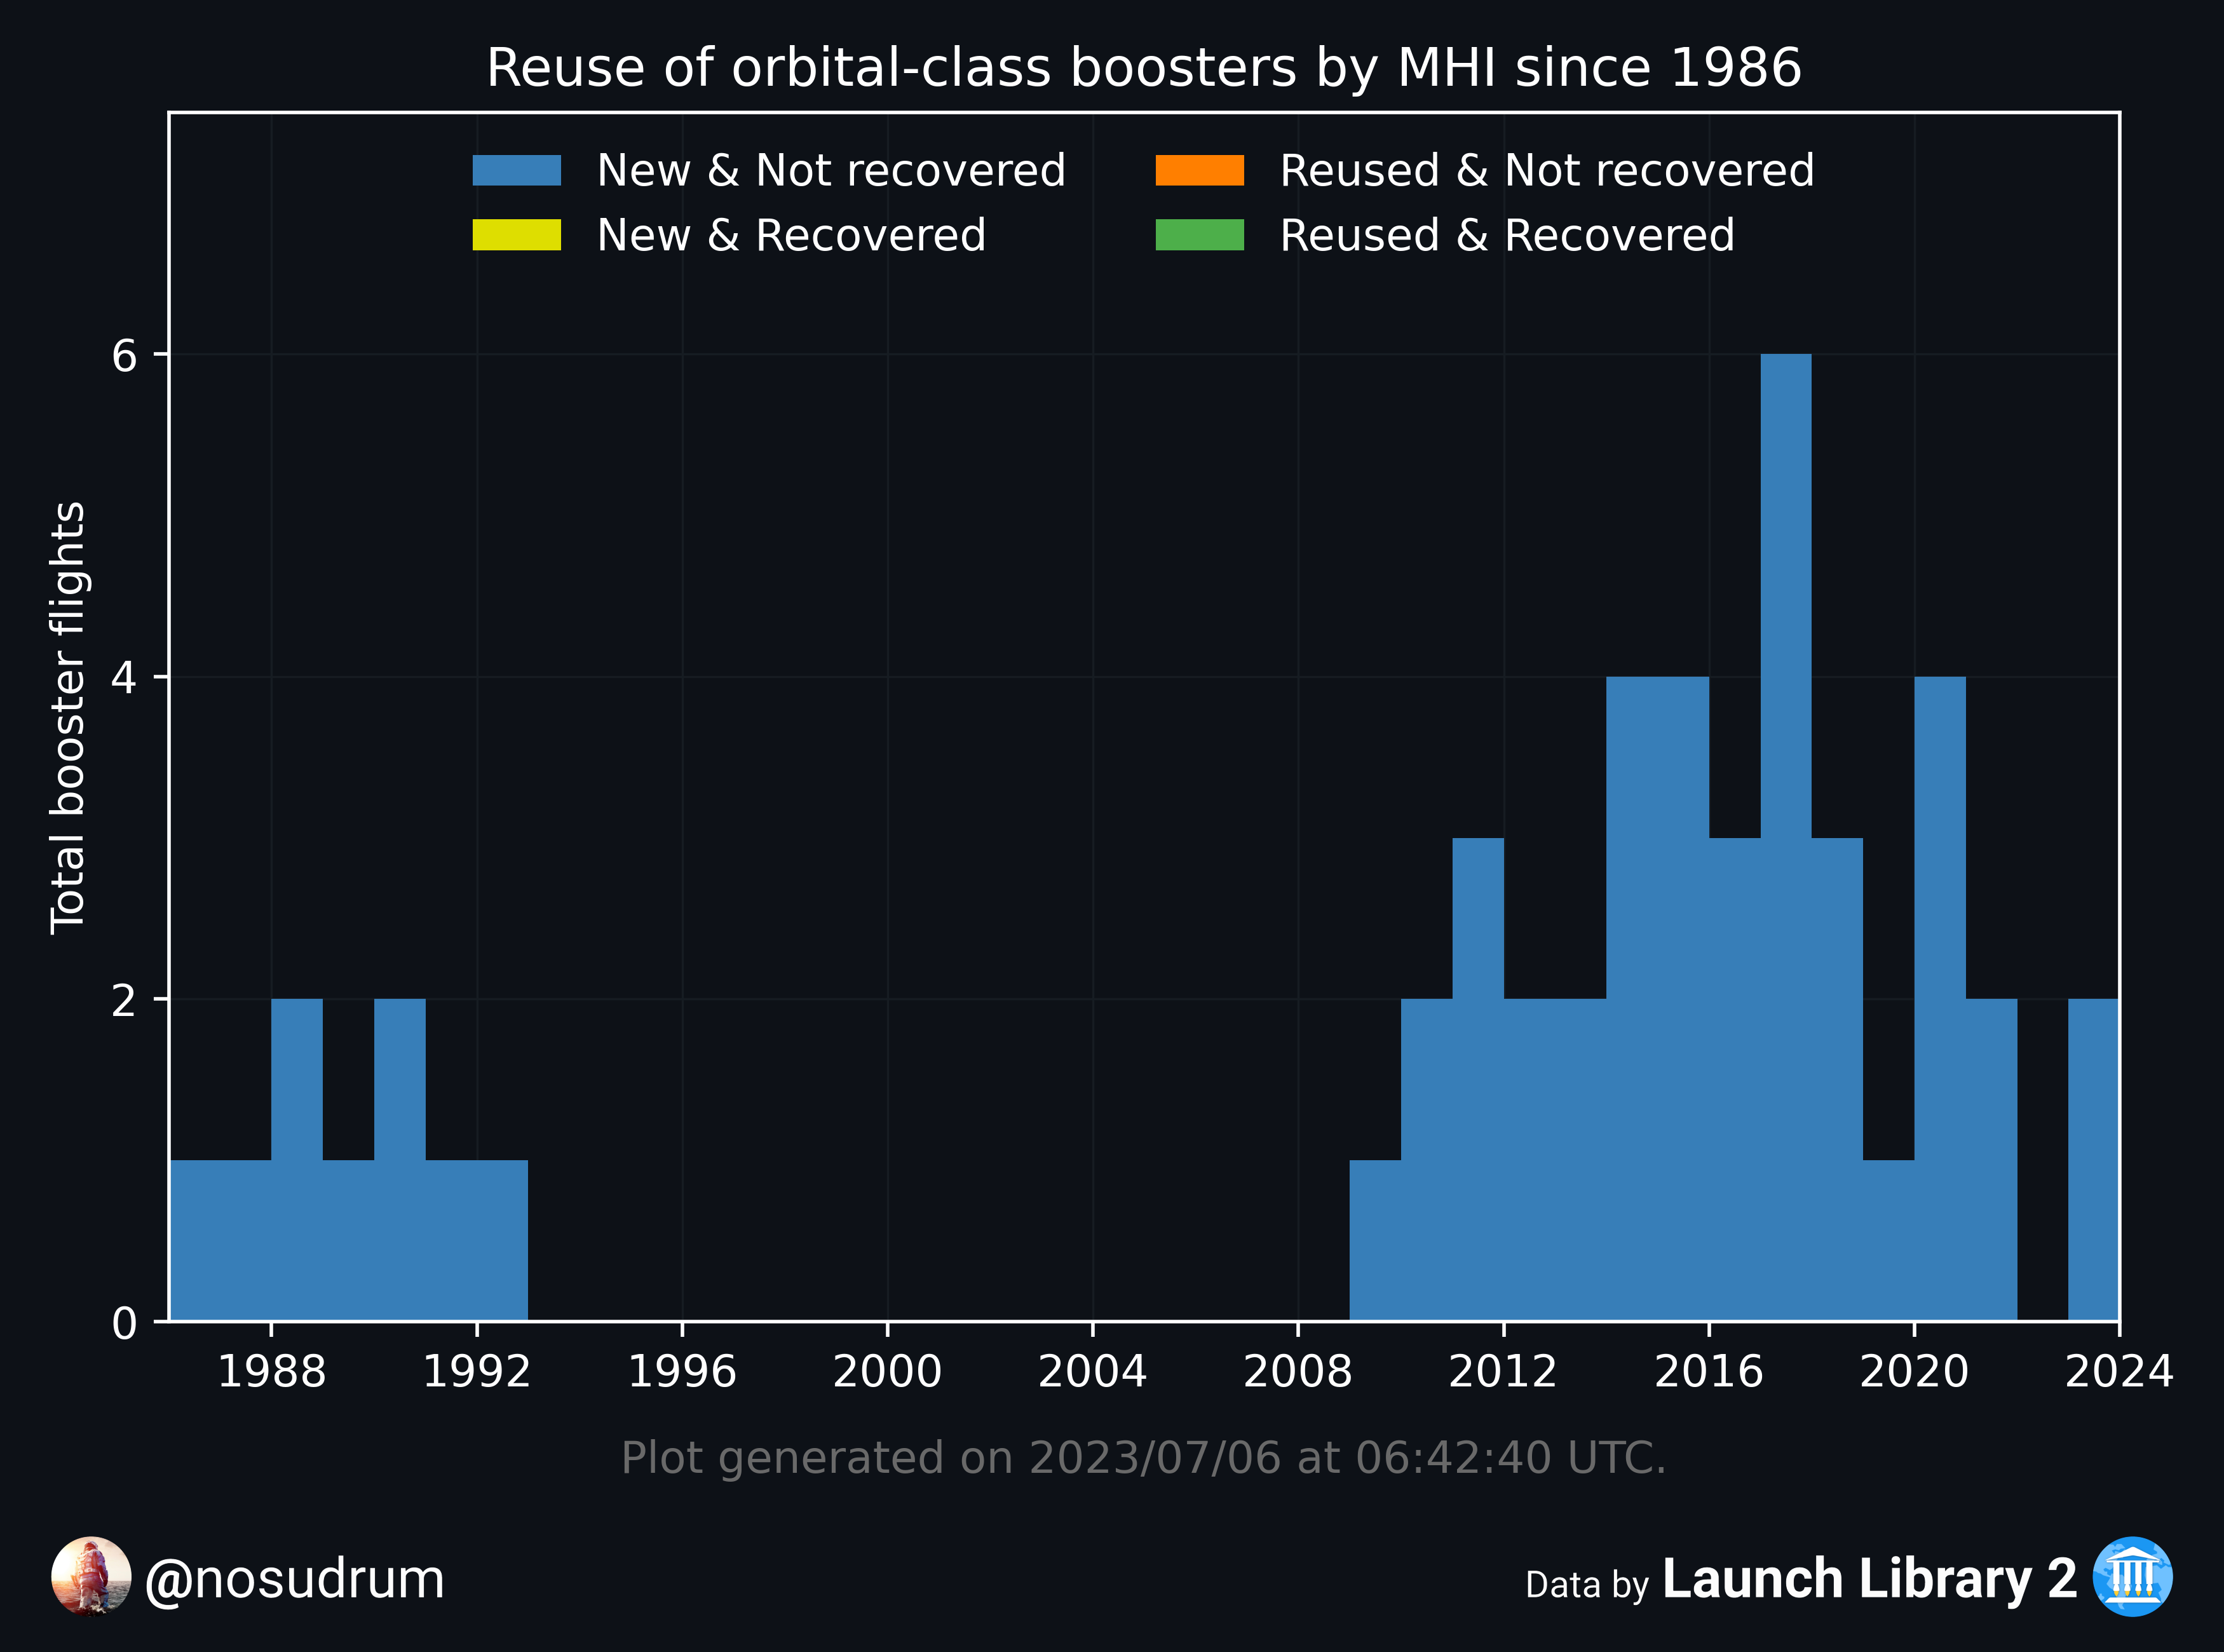 Reuse of orbital-class boosters by MHI since 1986
New & Not recovered
Reused & Not recovered
New & Recovered
Reused & Recovered
Total booster flights
6
4
2
0
1988 1992 1996 2000 2004 2008 2012 2016 2020 2024
Plot generated on 2023/07/06 at 06:42:40 UTC.
@nosudrum
Data by Launch Library 2